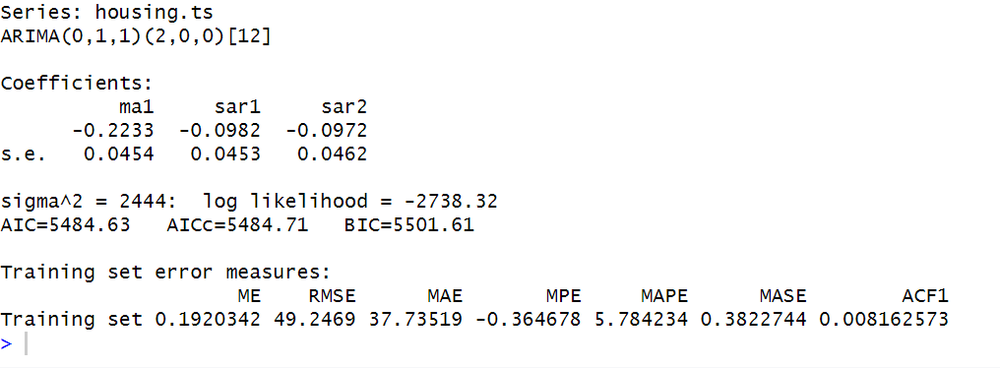 Series: housing.ts
ARIMA(0,1,1)(2,0,0)[12]
Coefficients:
ma1 sar1 sar2
-0.2233 -0.0982 -0.0972
s.e. 0.0454 0.0453 0.0462
sigma^2 = 2444: log likelihood = -2738.32
AIC=5484.63 AICc=5484.71 BIC=5501.61
Training set error measures:
ME RMSE MAE MPE MAPE MASE ACF1
Training set 0.1920342 49.2469 37.73519 -0.364678 5.784234 0.3822744 0.008162573
>